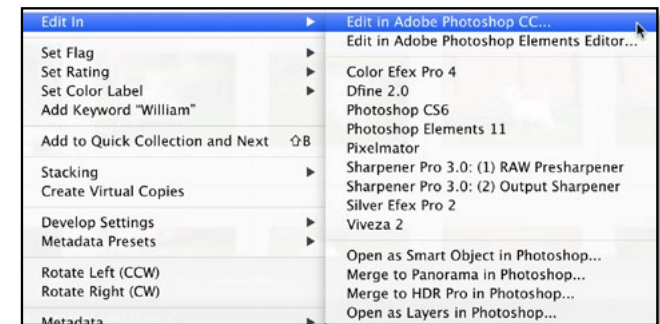 Edit In
Set Flag
Set Rating
Set Color Label
Add Keyword "William"
Add to Quick Collection and Next ⇧B
Stacking
Create Virtual Copies
Develop Settings
Metadata Presets
Rotate Left (CCW)
Rotate Right (CW)
Metadata
Edit in Adobe Photoshop CC...
Edit in Adobe Photoshop Elements Editor...
Color Efex Pro 4
Dfine 2.0
Photoshop CS6
Photoshop Elements 11
Pixelmator
Sharpener Pro 3.0: (1) RAW Presharpener
Sharpener Pro 3.0: (2) Output Sharpener
Silver Efex Pro 2
Viveza 2
Open as Smart Object in Photoshop...
Merge to Panorama in Photoshop...
Merge to HDR Pro in Photoshop...
Open as Layers in Photoshop...